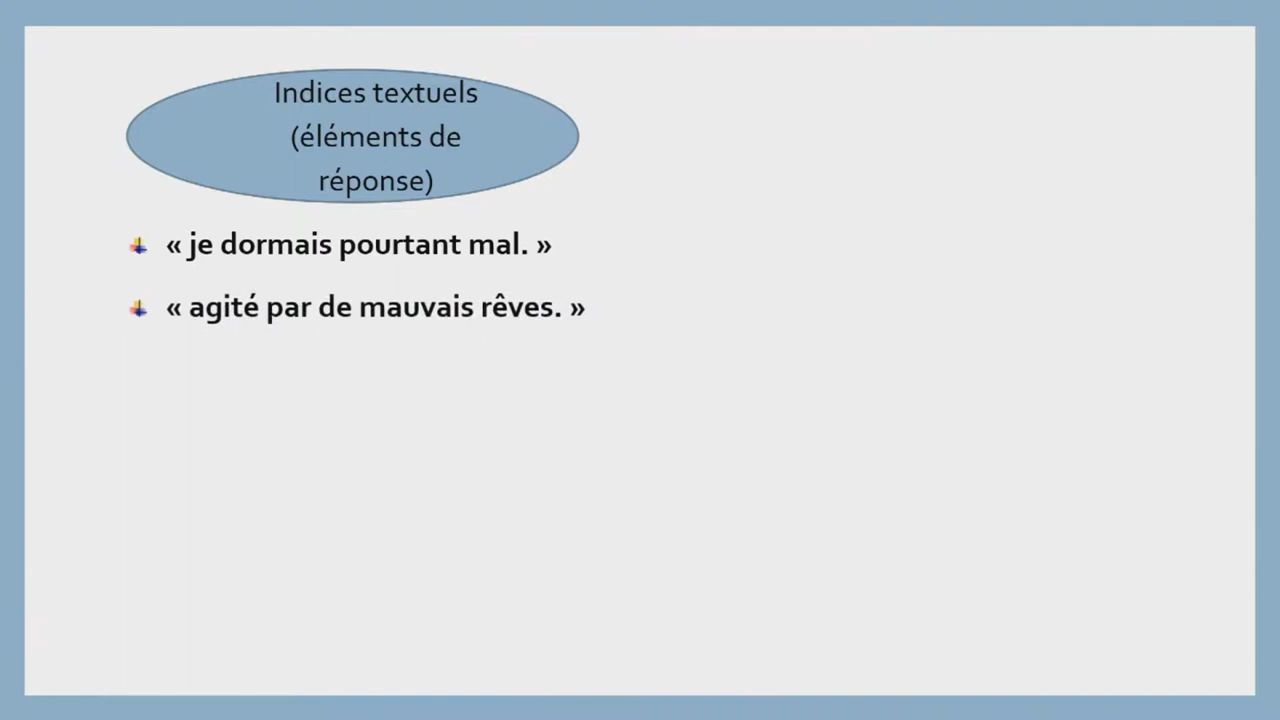 Indices textuels
(éléments de
réponse)
« je dormais pourtant mal. »
« agité par de mauvais rêves. »